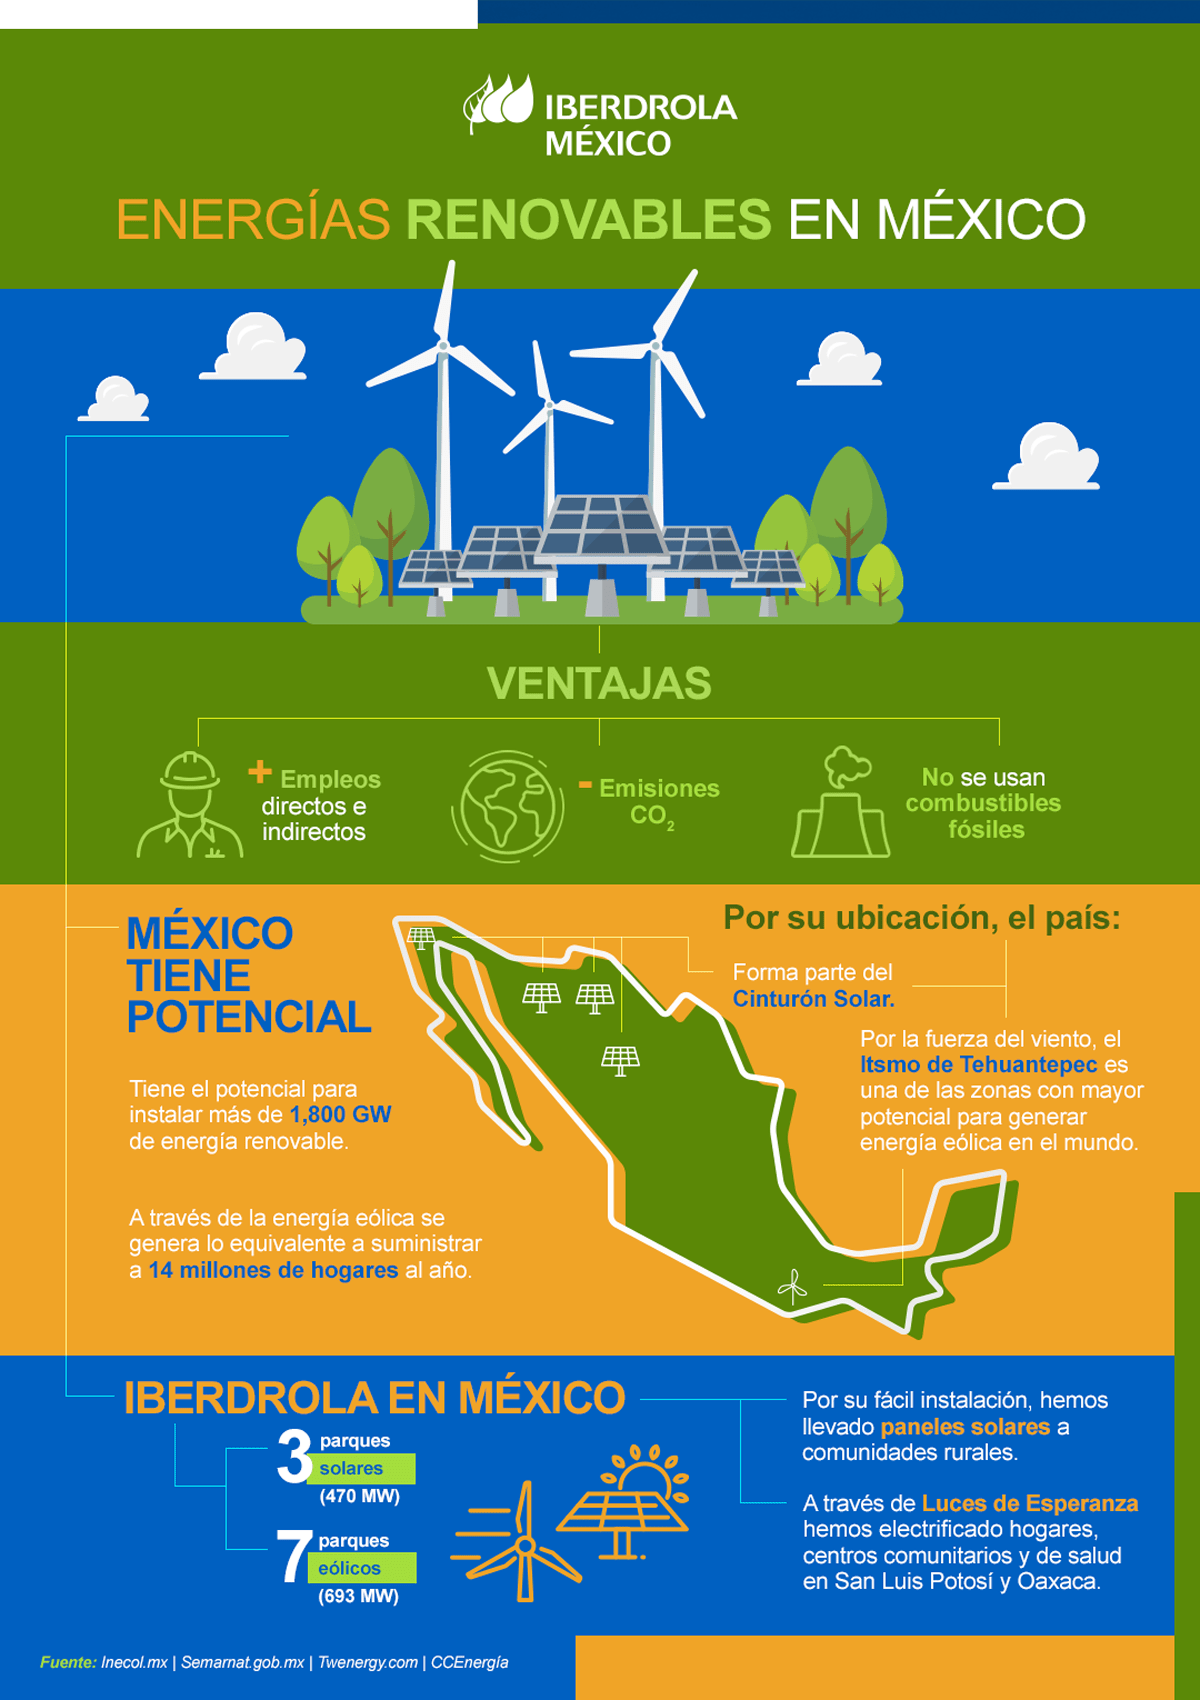 IBERDROLA
MÉXICO
ENERGÍAS RENOVABLES EN MÉXICO
VENTAJAS
+ Empleos
directos e
indirectos
- Emisiones
CO2
No se usan
combustibles
fósiles
MÉXICO
TIENE
POTENCIAL
Tiene el potencial para
instalar más de 1,800 GW
de energía renovable.
A través de la energía eólica se
genera lo equivalente a suministrar
a 14 millones de hogares al año.
Por su ubicación, el país:
Forma parte del
Cinturón Solar.
Por la fuerza del viento, el
Itsmo de Tehuantepec es
una de las zonas con mayor
potencial para generar
energía eólica en el mundo.
IBERDROLA EN MÉXICO
3 parques
solares
(470 MW)
7 parques
eólicos
(693 MW)
Por su fácil instalación, hemos
llevado paneles solares a
comunidades rurales.
A través de Luces de Esperanza
hemos electrificado hogares,
centros comunitarios y de salud
en San Luis Potosí y Oaxaca.
Fuente: Inecol.mx | Semarnat.gob.mx | Twenergy.com | CCEnergía